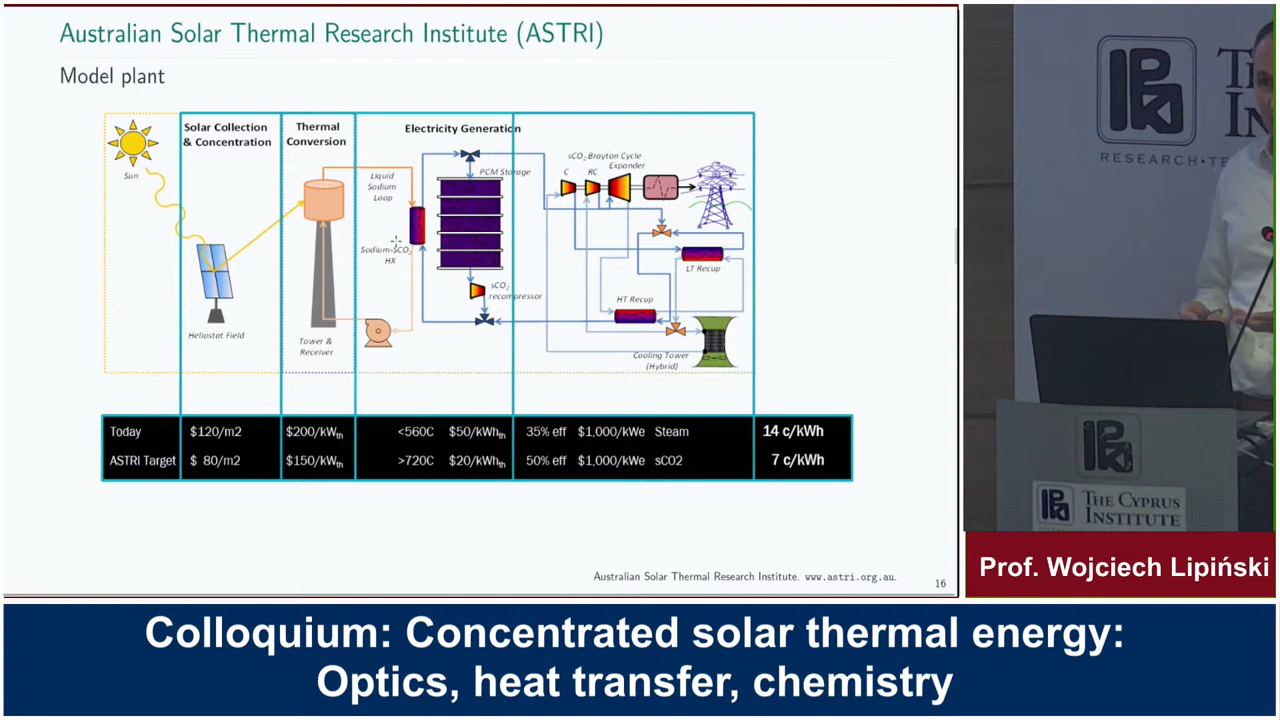 Australian Solar Thermal Research Institute (ASTRI)
Model plant
Solar Collection
& Concentration
Thermal
Conversion
Electricity Generation
Sun
Heliostat Field
Tower &
Receiver
Liquid
Sodium
Loop
Sodium-SCO2
HX
PCM Storage
sCO2
recompressor
sCO2 Brayton Cycle
Expander
C
RC
LT Recup
HT Recup
Cooling Tower
(Hybrid)
Today $120/m2 $200/kWth <560C $50/kWhth 35% eff $1,000/kWe Steam 14 c/kWh
ASTRI Target $ 80/m2 $150/kWth >720C $20/kWhth 50% eff $1,000/kWe sCO2 7 c/kWh
Australian Solar Thermal Research Institute. www.astri.org.au.
16
THE CYPRUS
INSTITUTE
Prof. Wojciech Lipiński
Colloquium: Concentrated solar thermal energy:
Optics, heat transfer, chemistry